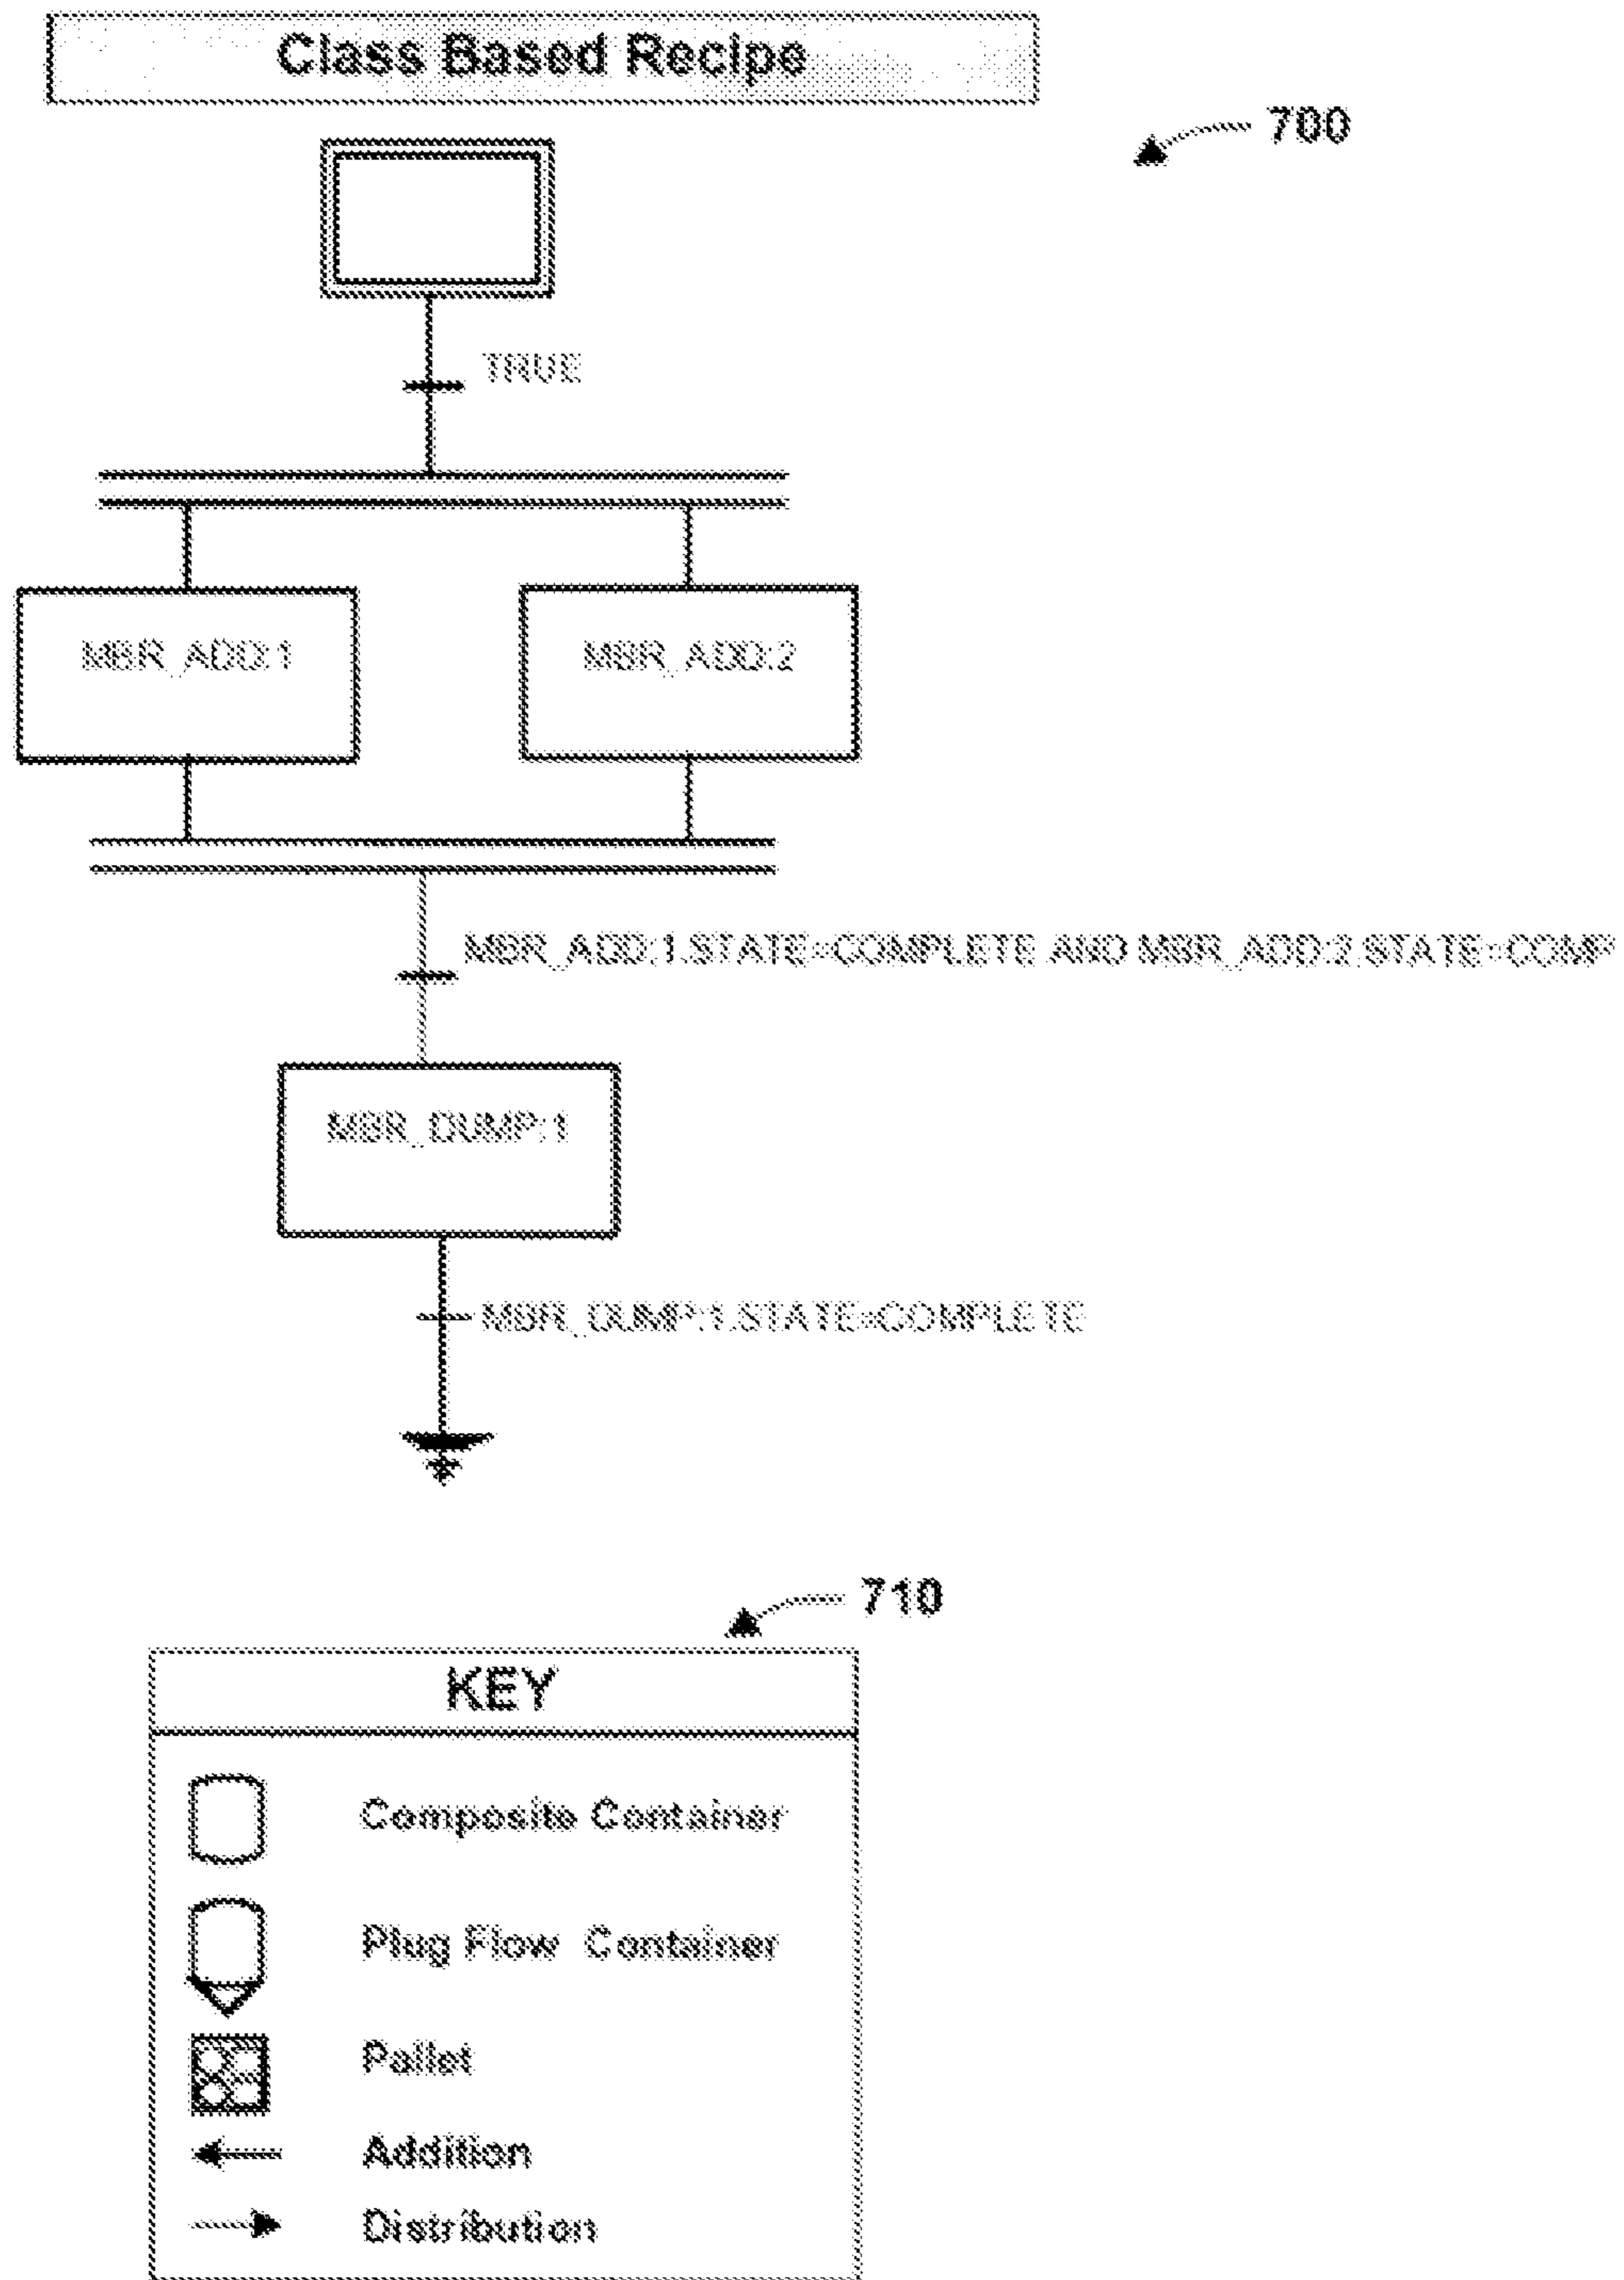 Class Based Recipe
700
TRUE
MBR_ADD:1
MBR_ADD:2
MBR_ADD:1.STATE=COMPLETE AND MBR_ADD:2.STATE=COMP
MBR_DUMP:1
MBR_DUMP:1.STATE=COMPLETE
710
KEY
Composite Container
Plug Flow Container
Pallet
Addition
Distribution